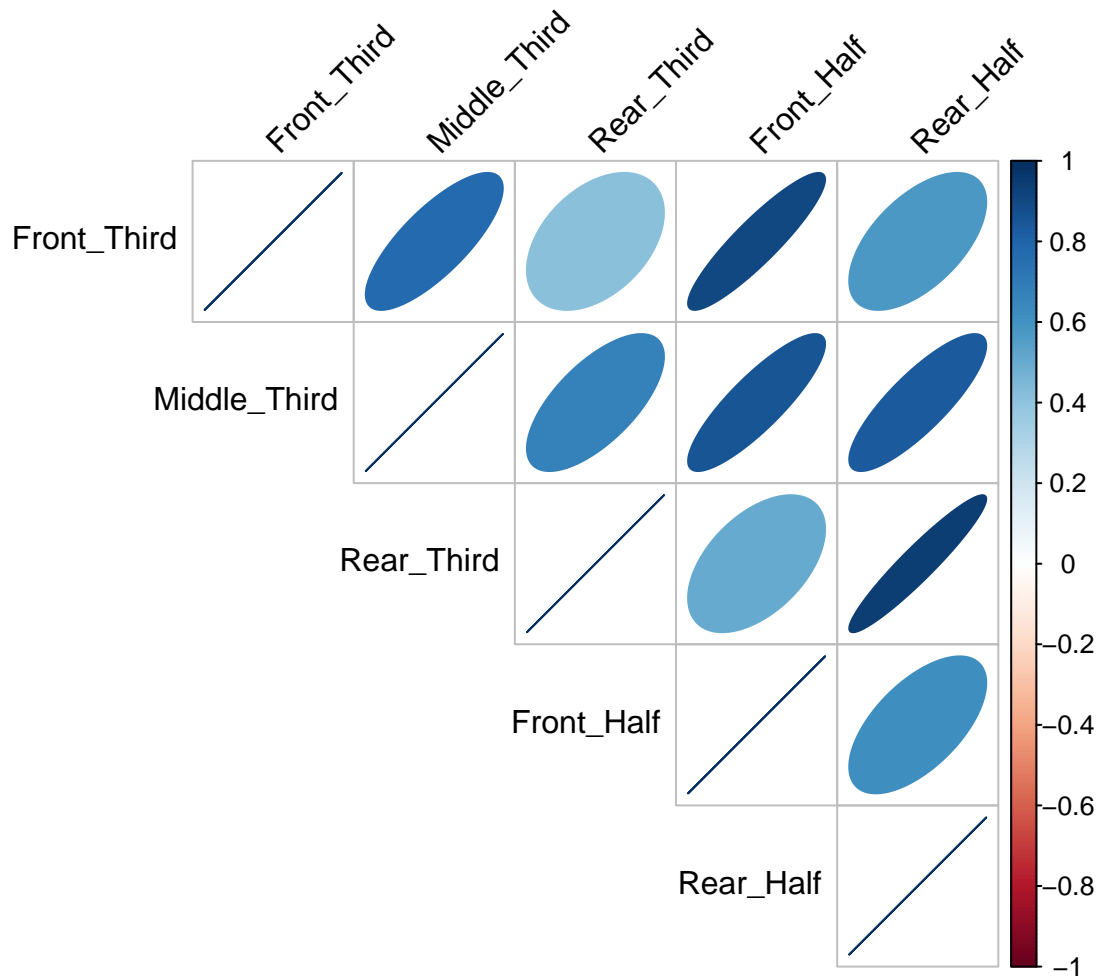 Front_Third
Middle_Third
Rear_Third
Front_Half
Rear_Half
Front_Third
Middle_Third
Rear_Third
Front_Half
Rear_Half
1
0.8
0.6
0.4
0.2
0
−0.2
−0.4
−0.6
−0.8
−1